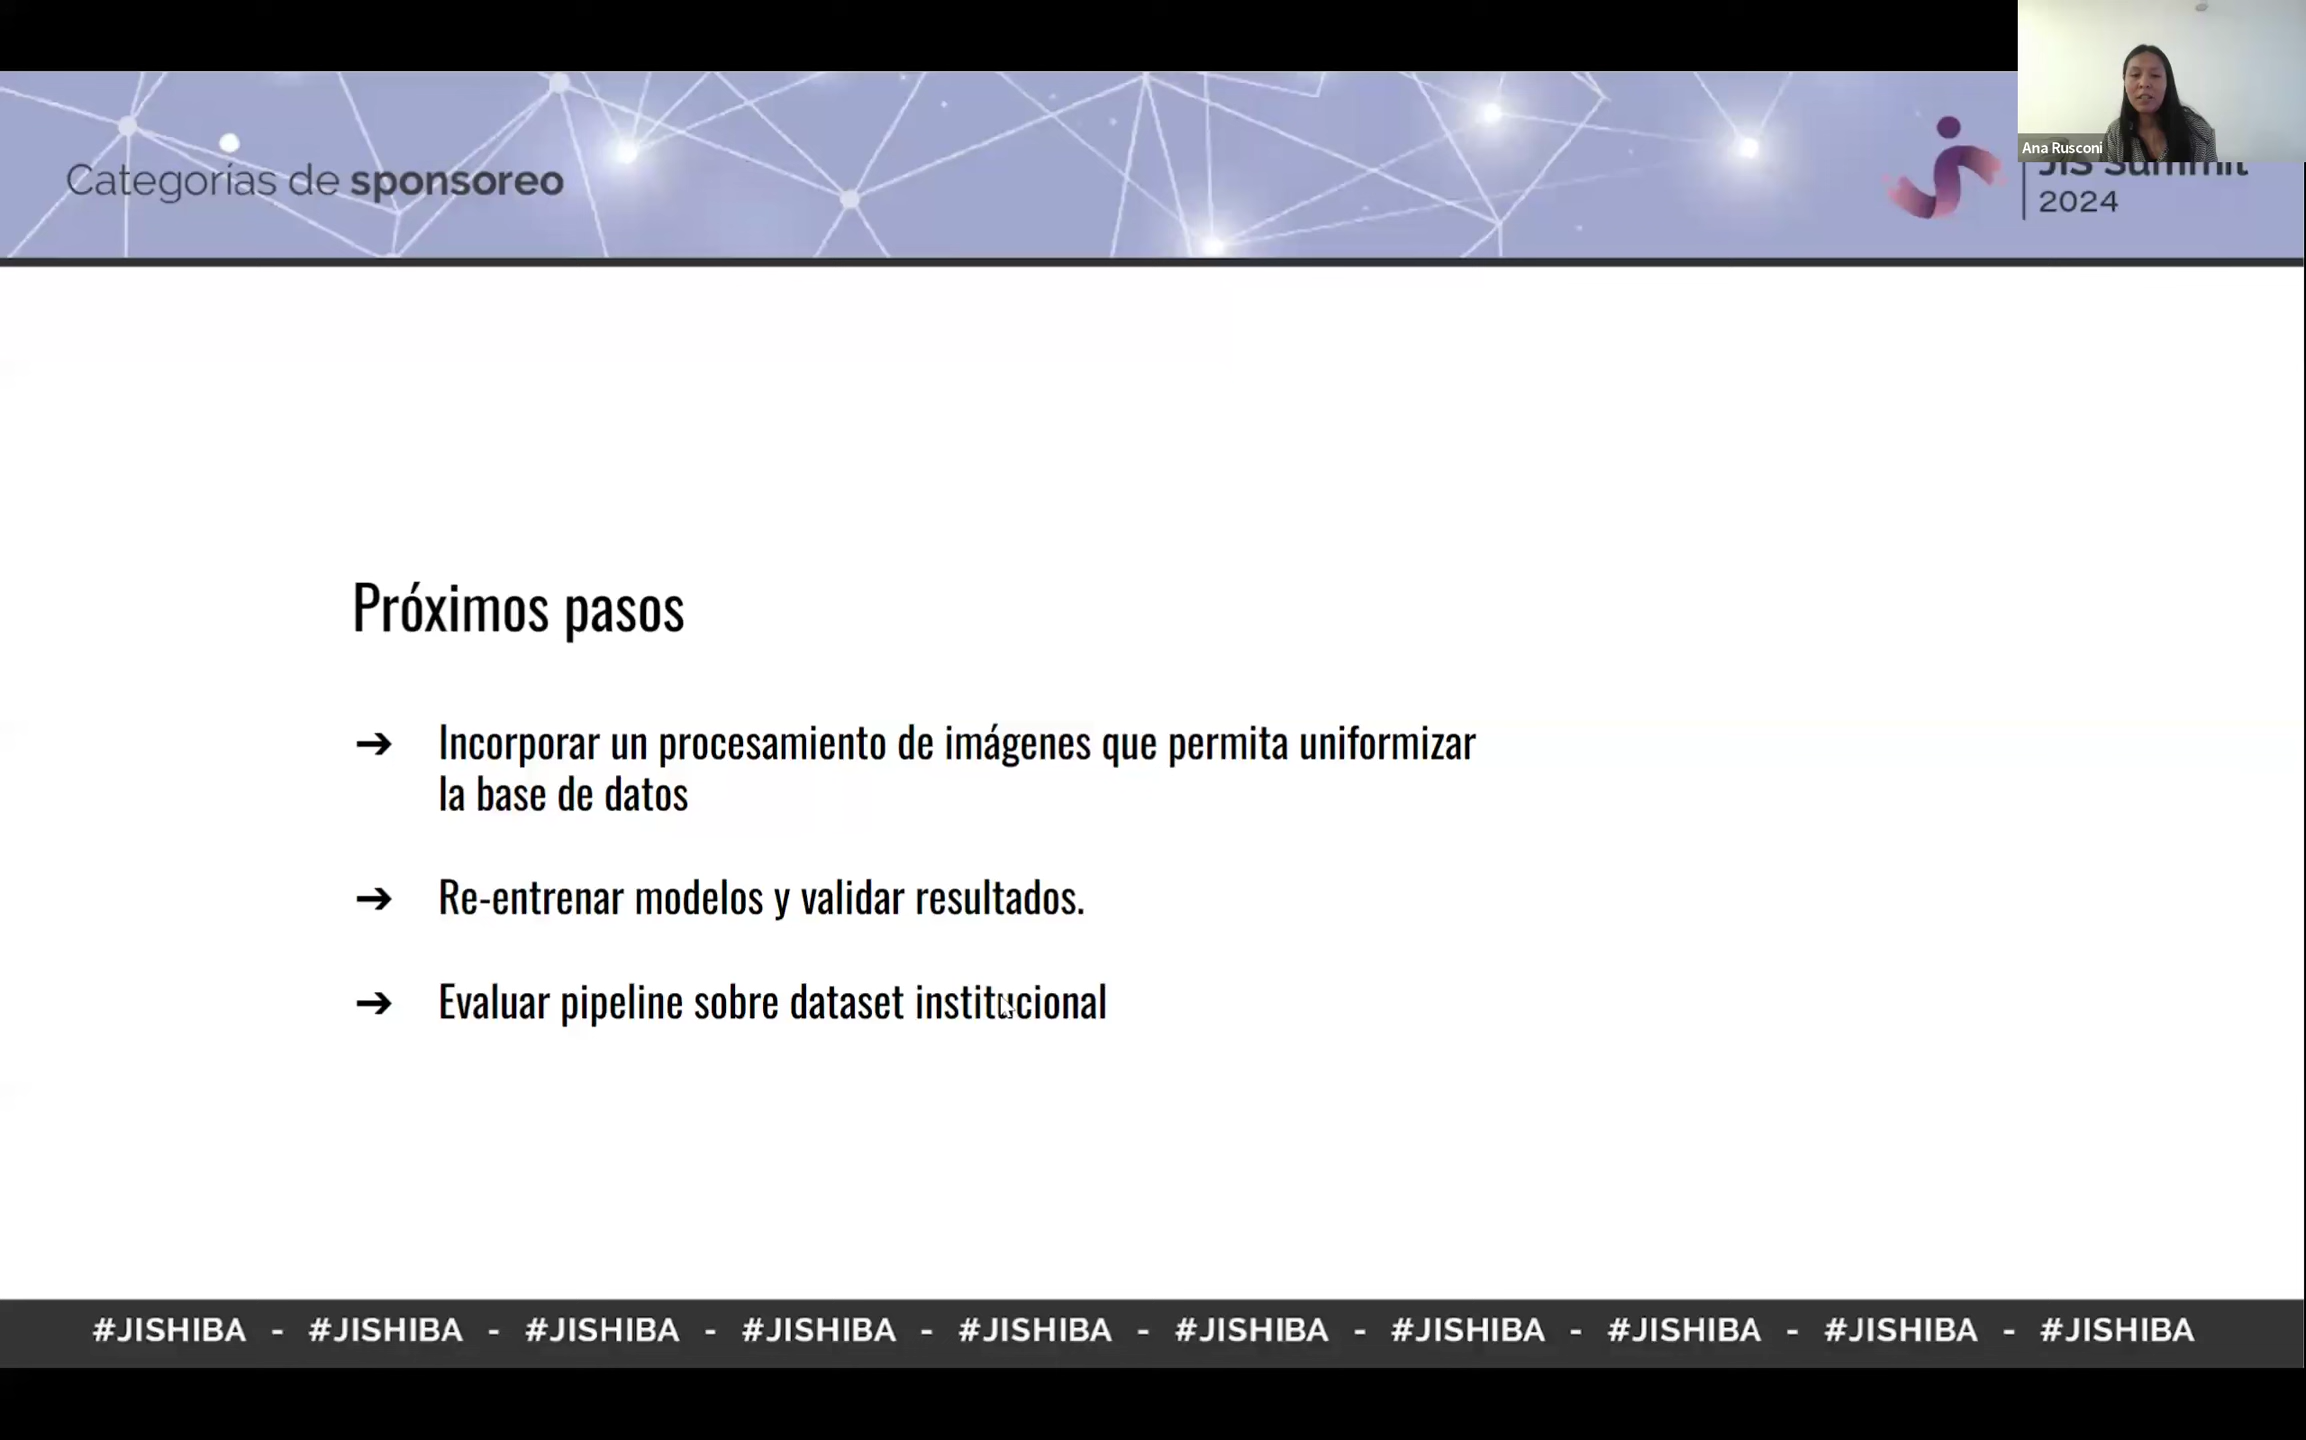 Ana Rusconi
Categorías de sponsoreo
JIS Summit
2024
Próximos pasos
➔ Incorporar un procesamiento de imágenes que permita uniformizar
la base de datos
➔ Re-entrenar modelos y validar resultados.
➔ Evaluar pipeline sobre dataset institucional
#JISHIBA - #JISHIBA - #JISHIBA - #JISHIBA - #JISHIBA - #JISHIBA - #JISHIBA - #JISHIBA - #JISHIBA - #JISHIBA